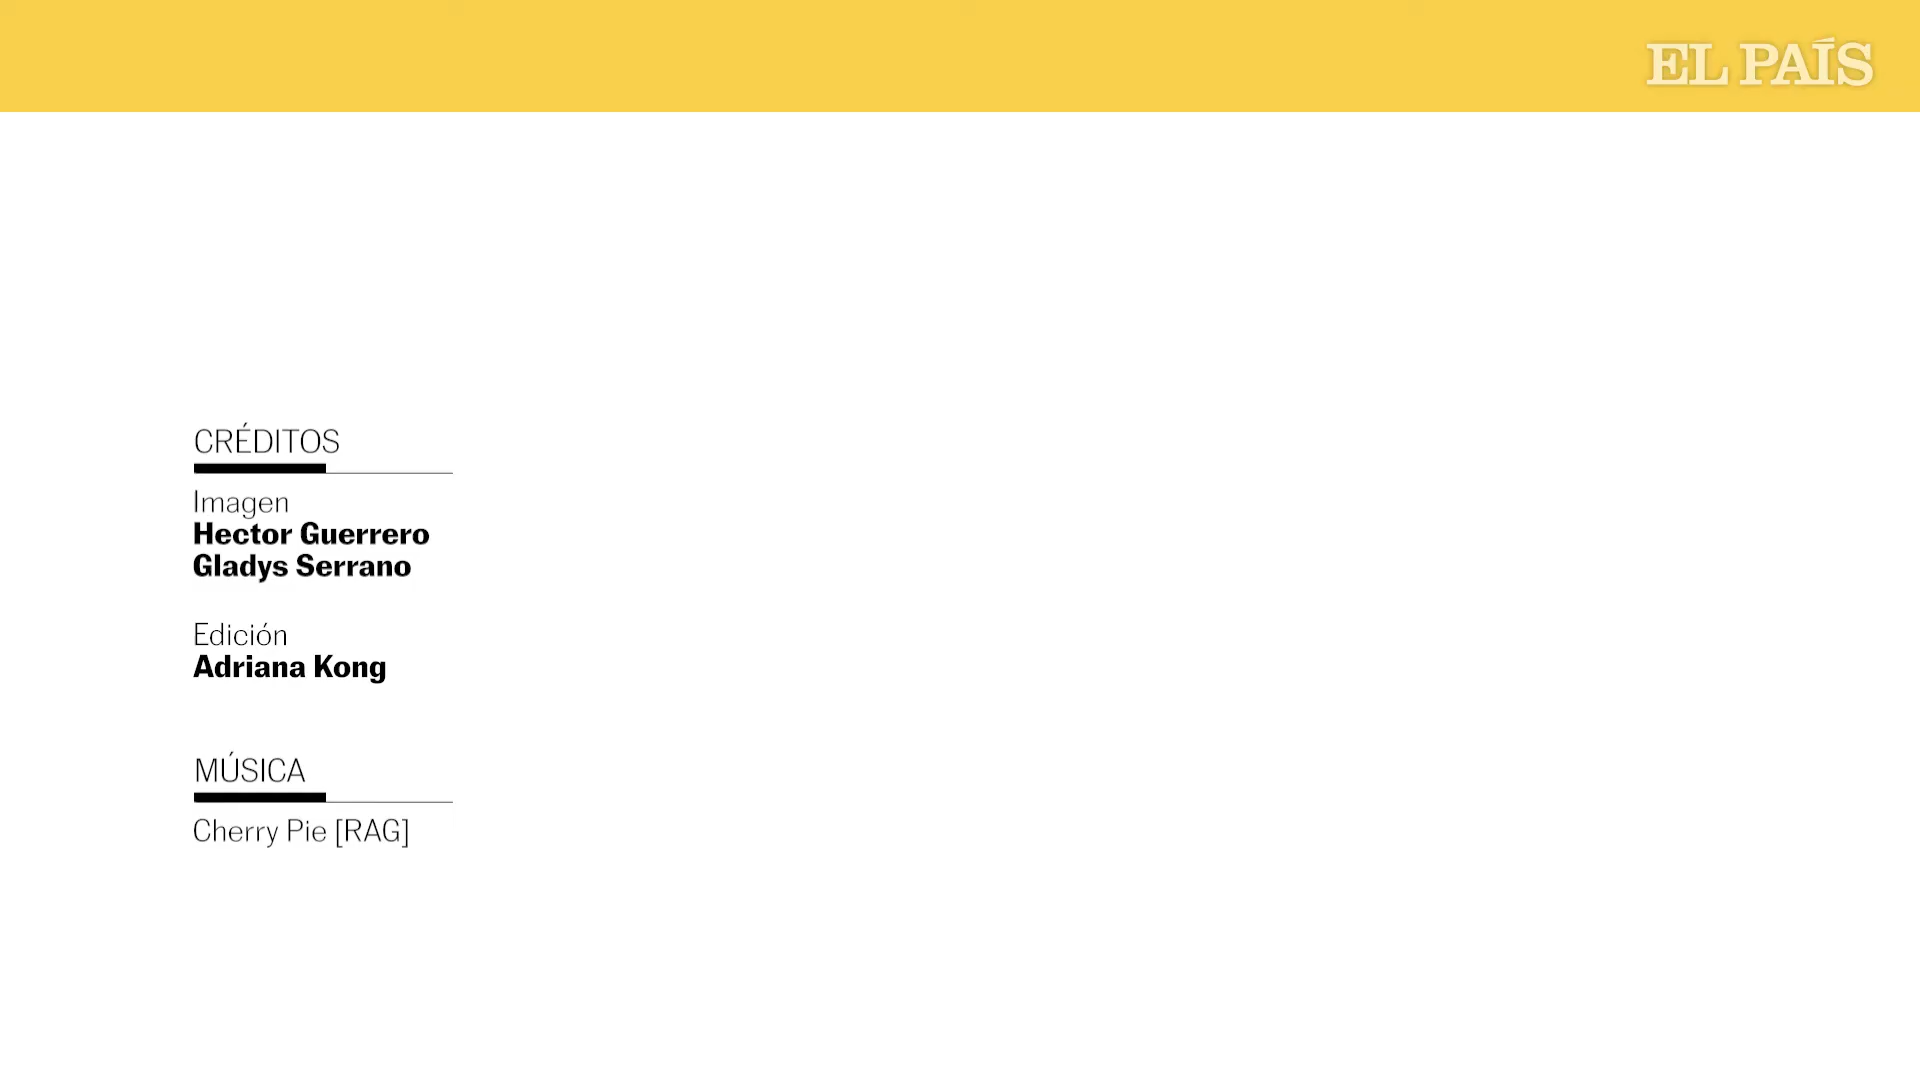 EL PAÍS
CRÉDITOS
Imagen
Hector Guerrero
Gladys Serrano
Edición
Adriana Kong
MÚSICA
Cherry Pie [RAG]